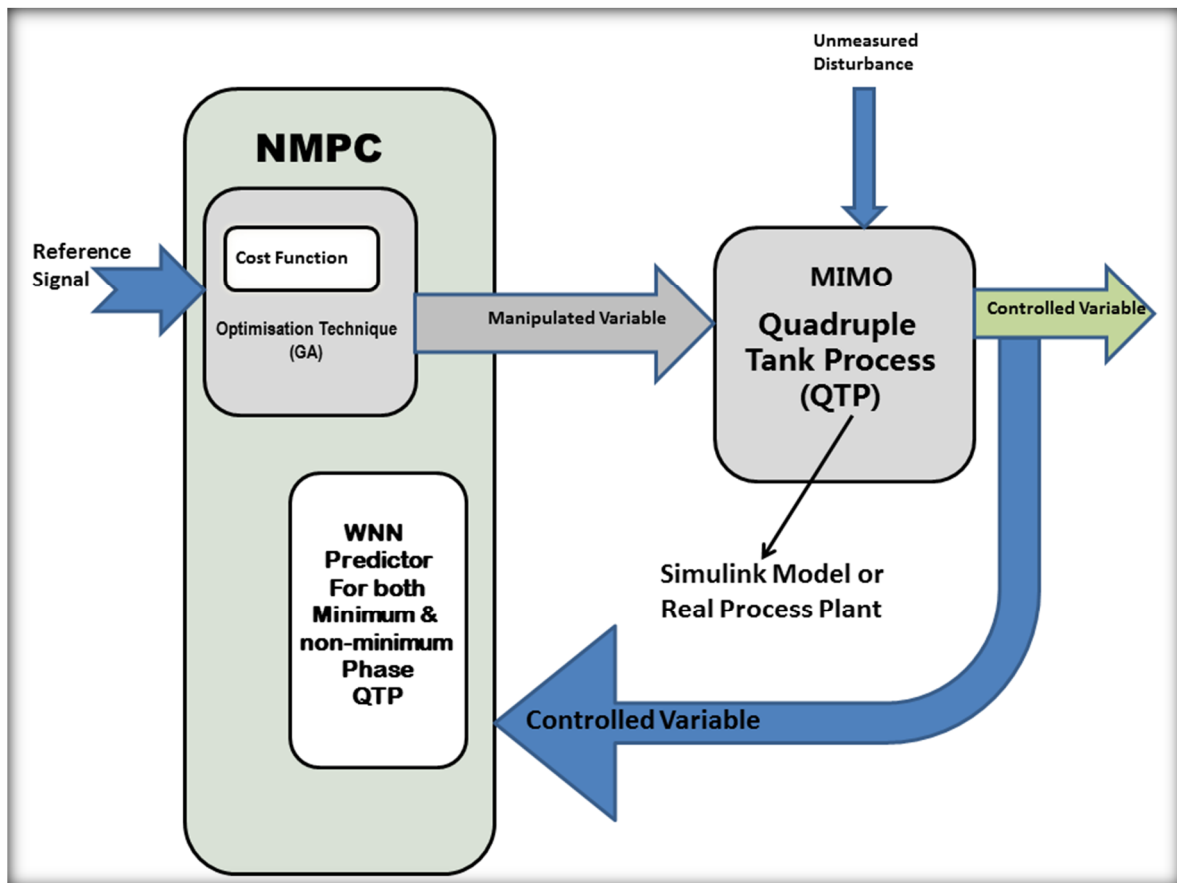 Unmeasured
Disturbance
NMPC
Reference
Signal
Cost Function
Optimisation Technique
(GA)
Manipulated Variable
MIMO
Quadruple
Tank Process
(QTP)
Controlled Variable
Simulink Model or
Real Process Plant
WNN
Predictor
For both
Minimum &
non-minimum
Phase
QTP
Controlled Variable